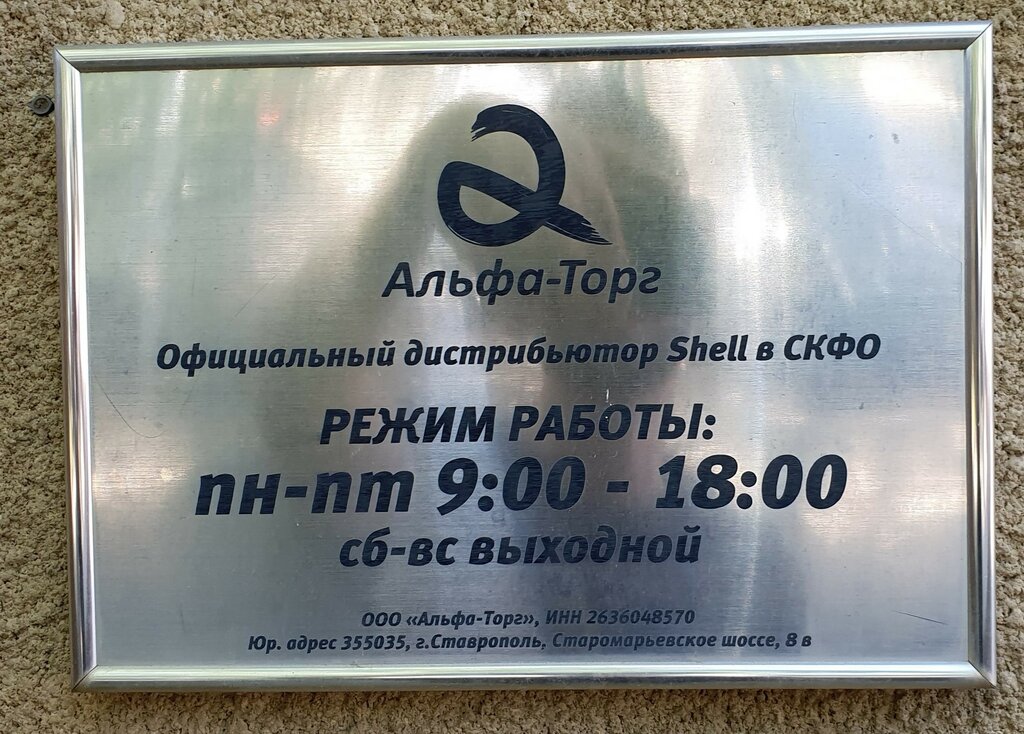 Альфа-Торг
Официальный дистрибьютор Shell в СКФО
РЕЖИМ РАБОТЫ:
пн-пт 9:00 - 18:00
сб-вс выходной
ООО «Альфа-Торг», ИНН 2636048570
Юр. адрес 355035, г.Ставрополь, Старомарьевское шоссе, 8 в